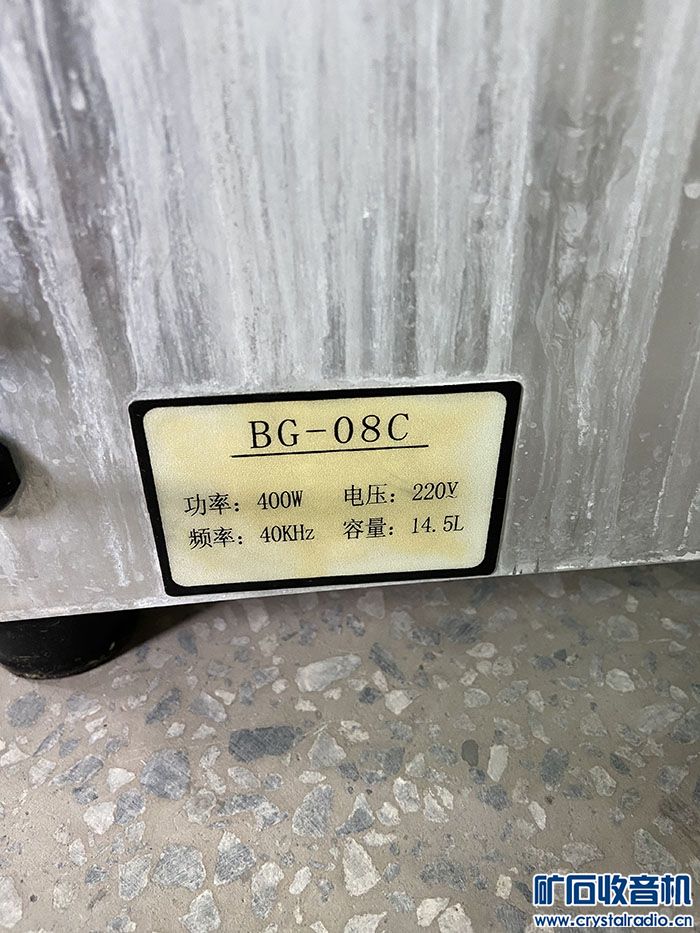 BG-08C
功率：400W 电压：220V
频率：40KHz 容量：14.5L
矿石收音机
www.crystalradio.cn